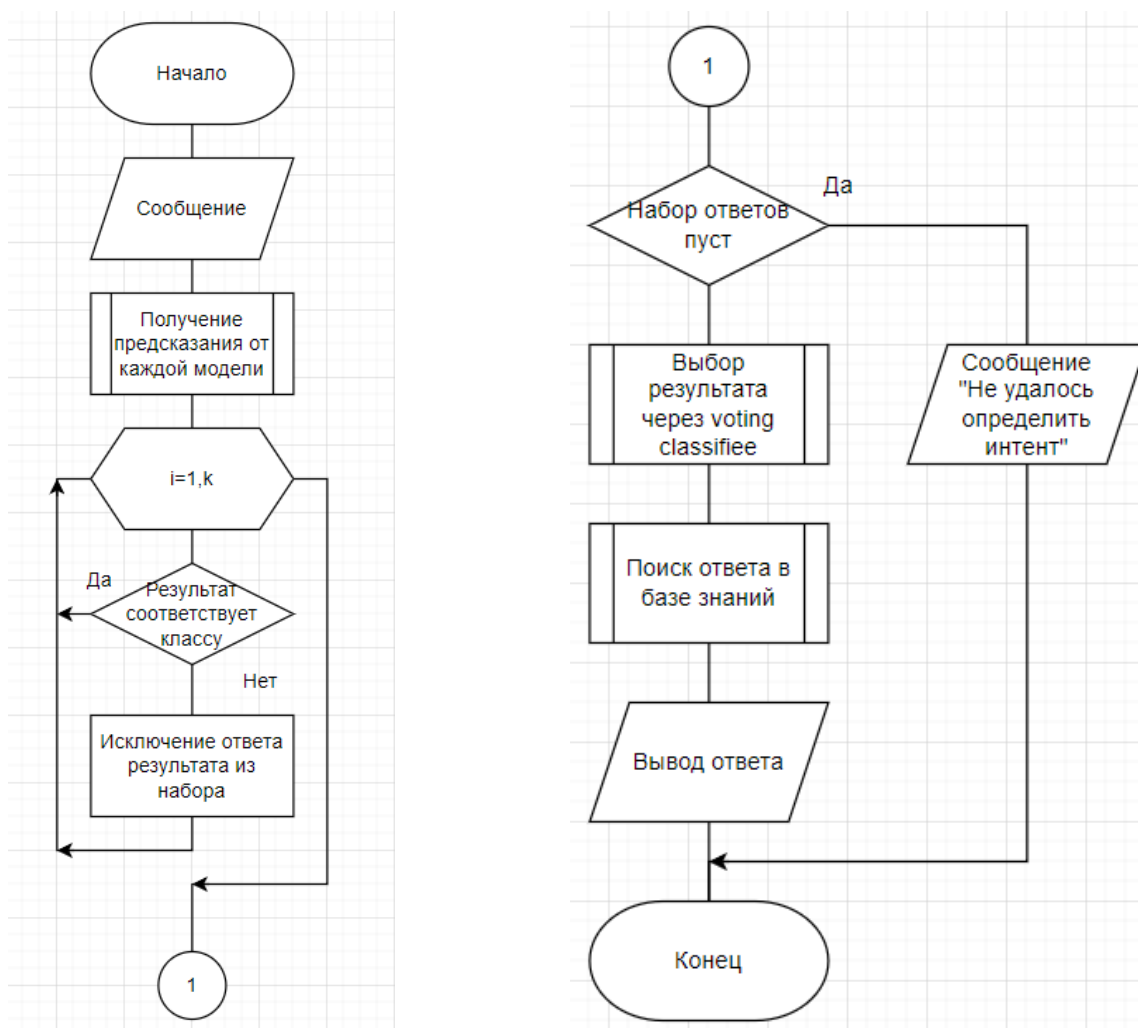 Начало
Сообщение
Получение
предсказания от
каждой модели
i=1,k
Да
Результат
соответствует
классу
Нет
Исключение ответа
результата из
набора
1
1
Да
Набор ответов
пуст
Выбор
результата
через voting
classifiee
Сообщение
"Не удалось
определить
интент"
Поиск ответа в
базе знаний
Вывод ответа
Конец